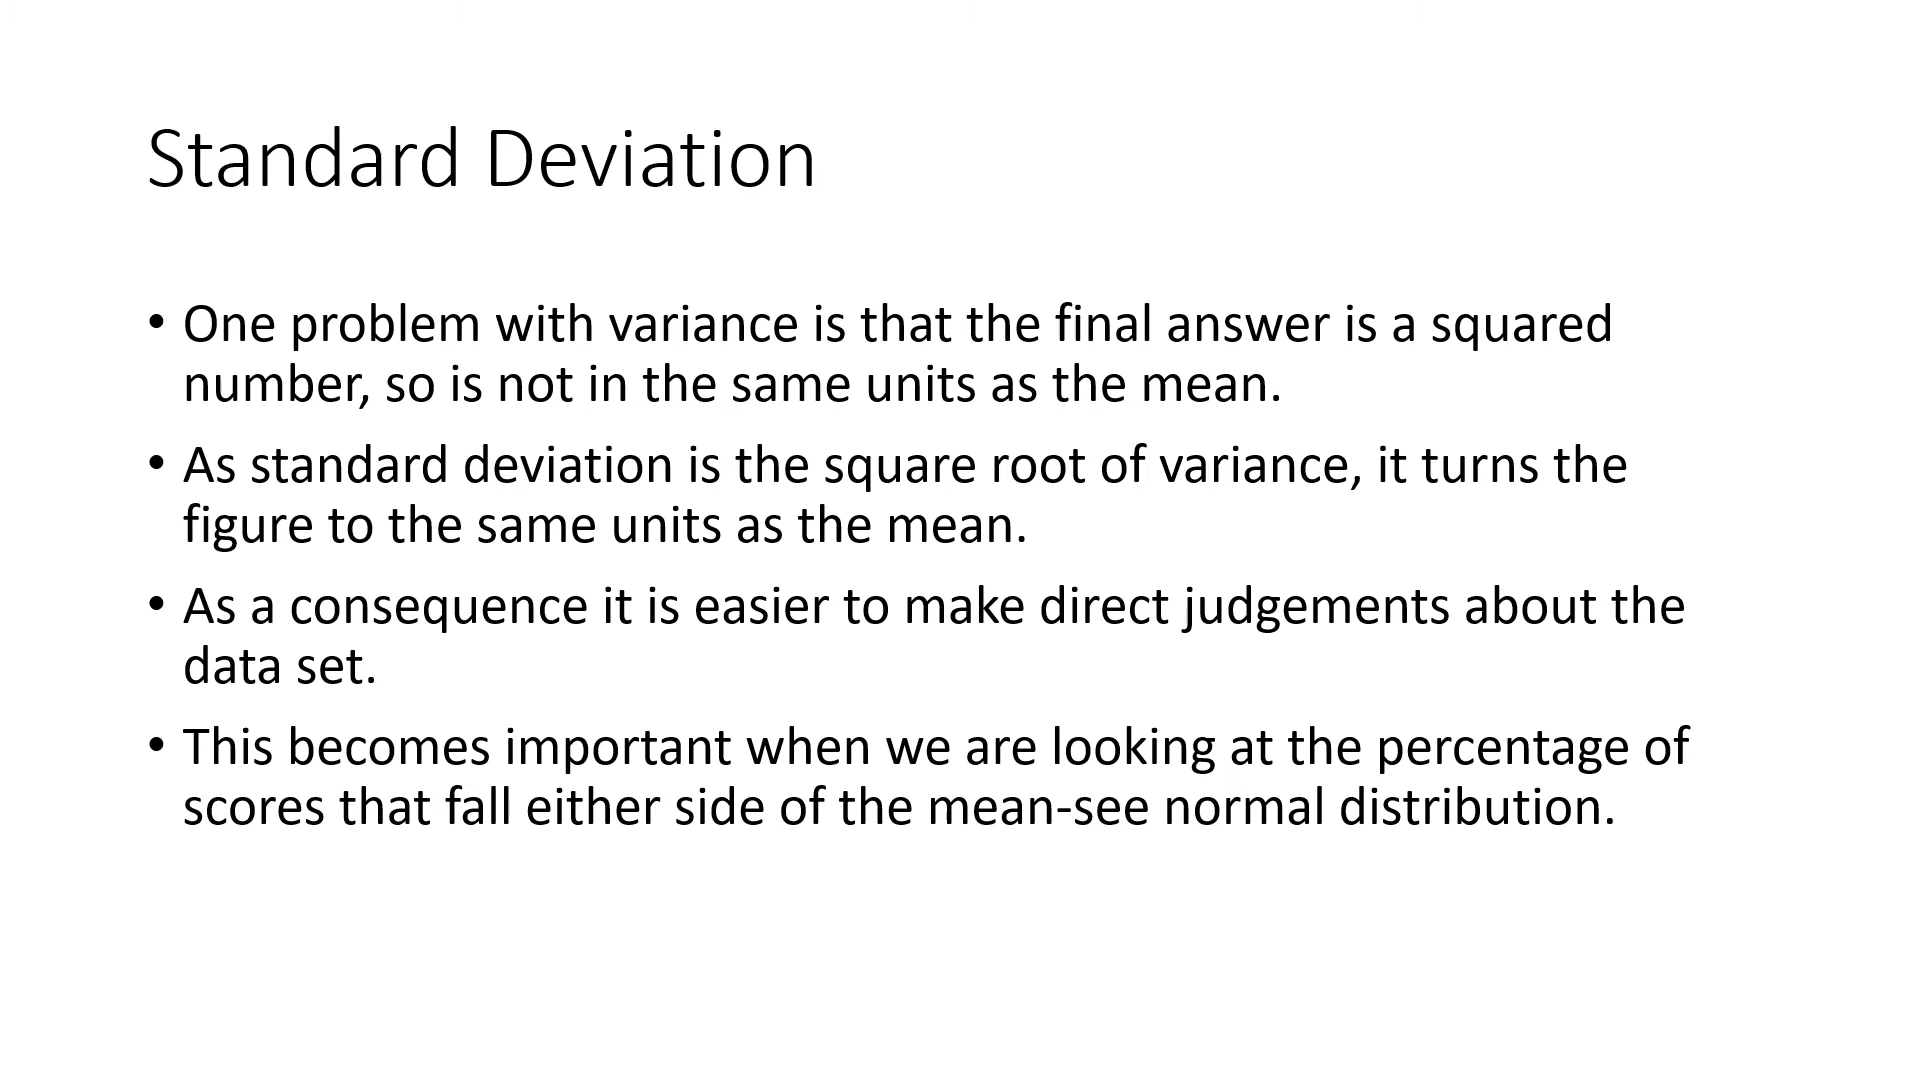 Standard Deviation
• One problem with variance is that the final answer is a squared
number, so is not in the same units as the mean.
• As standard deviation is the square root of variance, it turns the
figure to the same units as the mean.
• As a consequence it is easier to make direct judgements about the
data set.
• This becomes important when we are looking at the percentage of
scores that fall either side of the mean-see normal distribution.